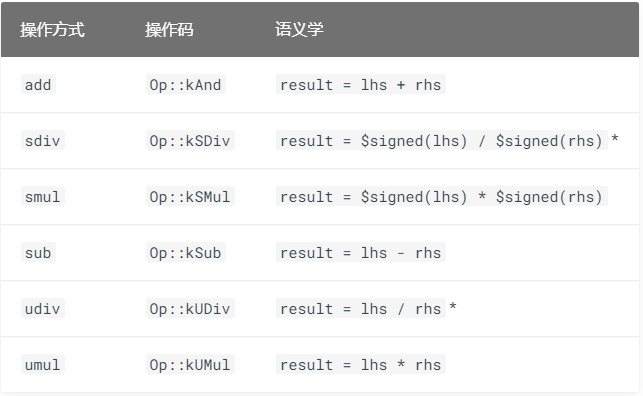 操作方式 操作码 语义学
add Op::kAnd result = lhs + rhs
sdiv Op::kSDiv result = $signed(lhs) / $signed(rhs) *
smul Op::kSMul result = $signed(lhs) * $signed(rhs)
sub Op::kSub result = lhs - rhs
udiv Op::kUDiv result = lhs / rhs *
umul Op::kUMul result = lhs * rhs